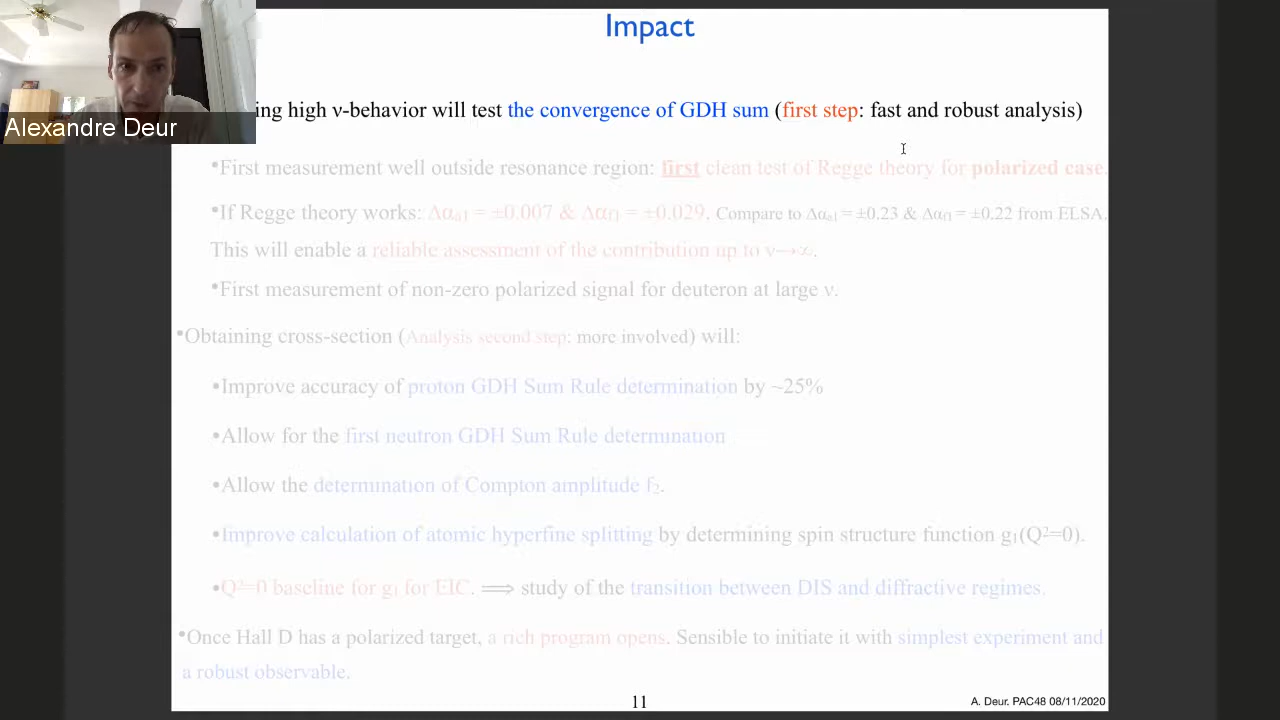 Impact
Alexandre Deur
ing high ν-behavior will test the convergence of GDH sum (first step: fast and robust analysis)
•First measurement well outside resonance region: first clean test of Regge theory for polarized case.
•If Regge theory works: Δαa1 = ±0.007 & Δαf1 = ±0.029. Compare to Δαa1 = ±0.23 & Δαf1 = ±0.22 from ELSA.
This will enable a reliable assessment of the contribution up to ν→∞.
•First measurement of non-zero polarized signal for deuteron at large ν.
•Obtaining cross-section (Analysis second step: more involved) will:
•Improve accuracy of proton GDH Sum Rule determination by ~25%
•Allow for the first neutron GDH Sum Rule determination
•Allow the determination of Compton amplitude f₂.
•Improve calculation of atomic hyperfine splitting by determining spin structure function g₁(Q²=0).
•Q²=0 baseline for g₁ for EIC. ⟹ study of the transition between DIS and diffractive regimes.
•Once Hall D has a polarized target, a rich program opens. Sensible to initiate it with simplest experiment and
a robust observable.
11
A. Deur. PAC48 08/11/2020